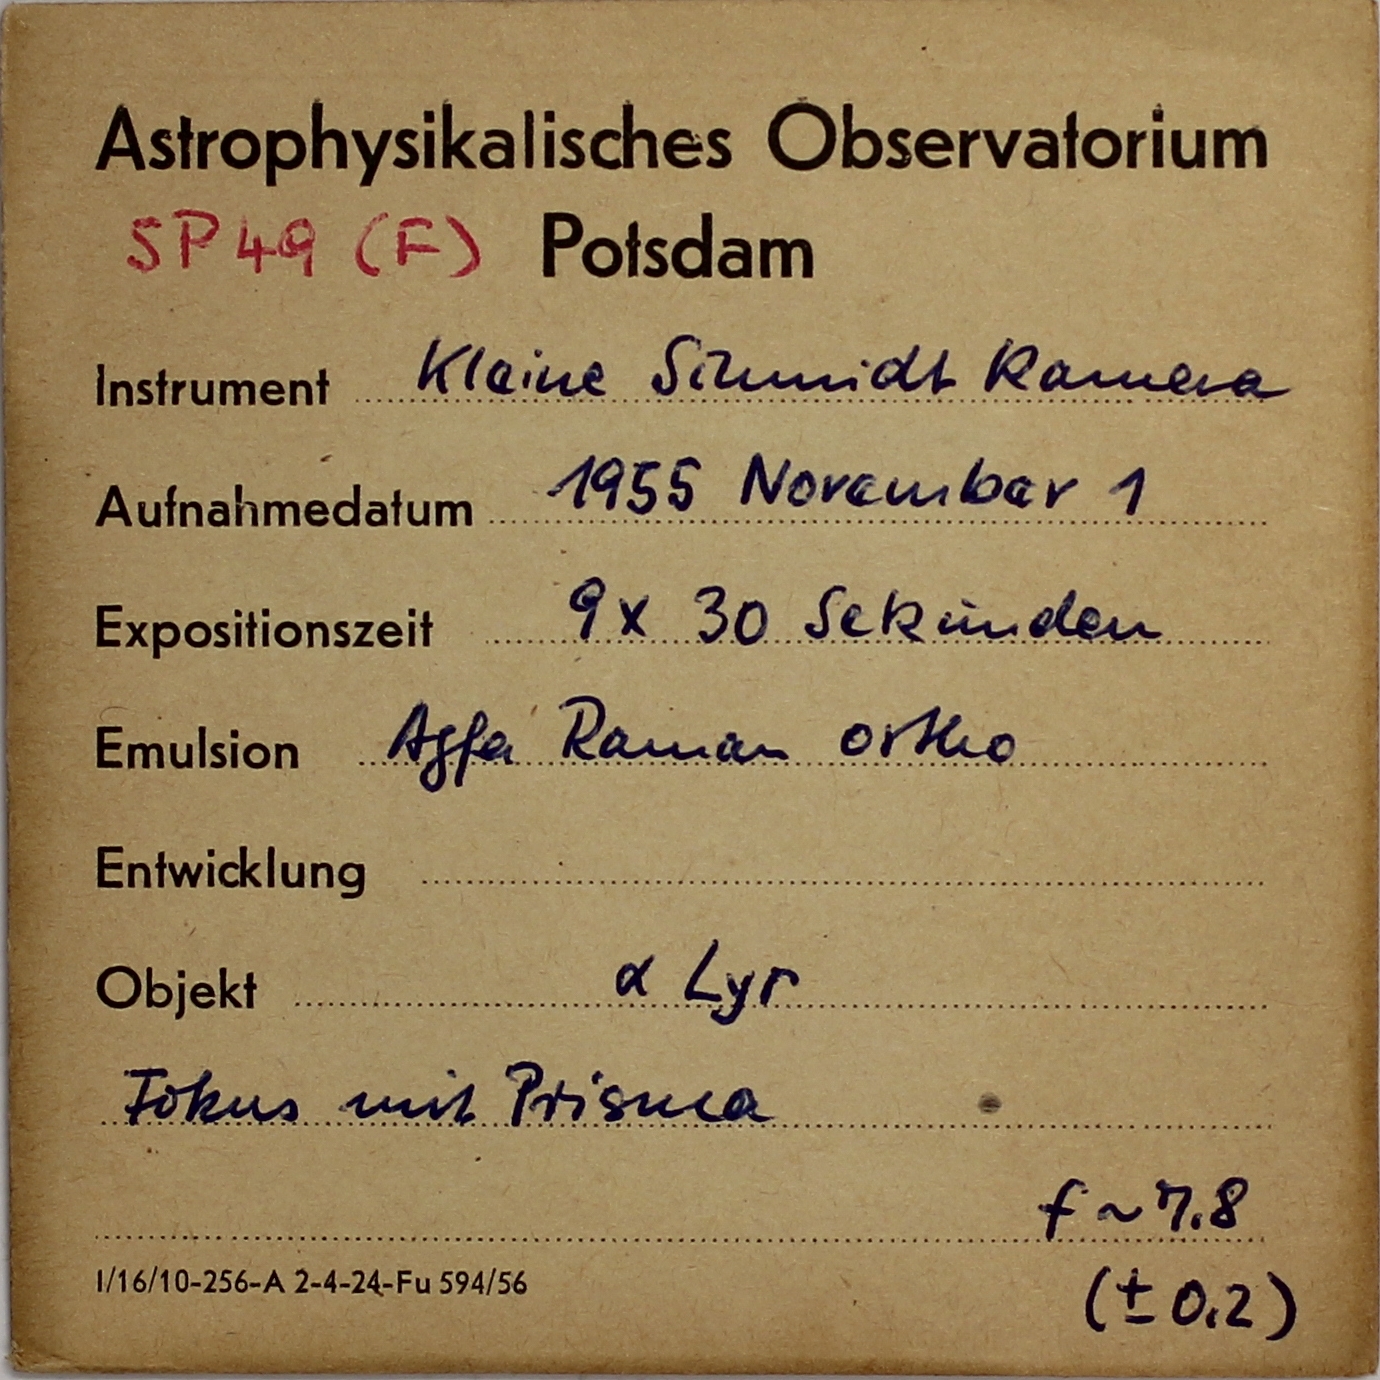 Astrophysikalisches Observatorium
SP49 (F) Potsdam
Instrument Kleine Schmidt Kamera
Aufnahmedatum 1955 November 1
Expositionszeit 9x 30 Sekunden
Emulsion Agfa Raman ortho
Entwicklung
Objekt α Lyr
Fokus mit Prisma
f ~ 7.8
I/16/10-256-A 2-4-24-Fu 594/56
(± 0.2)